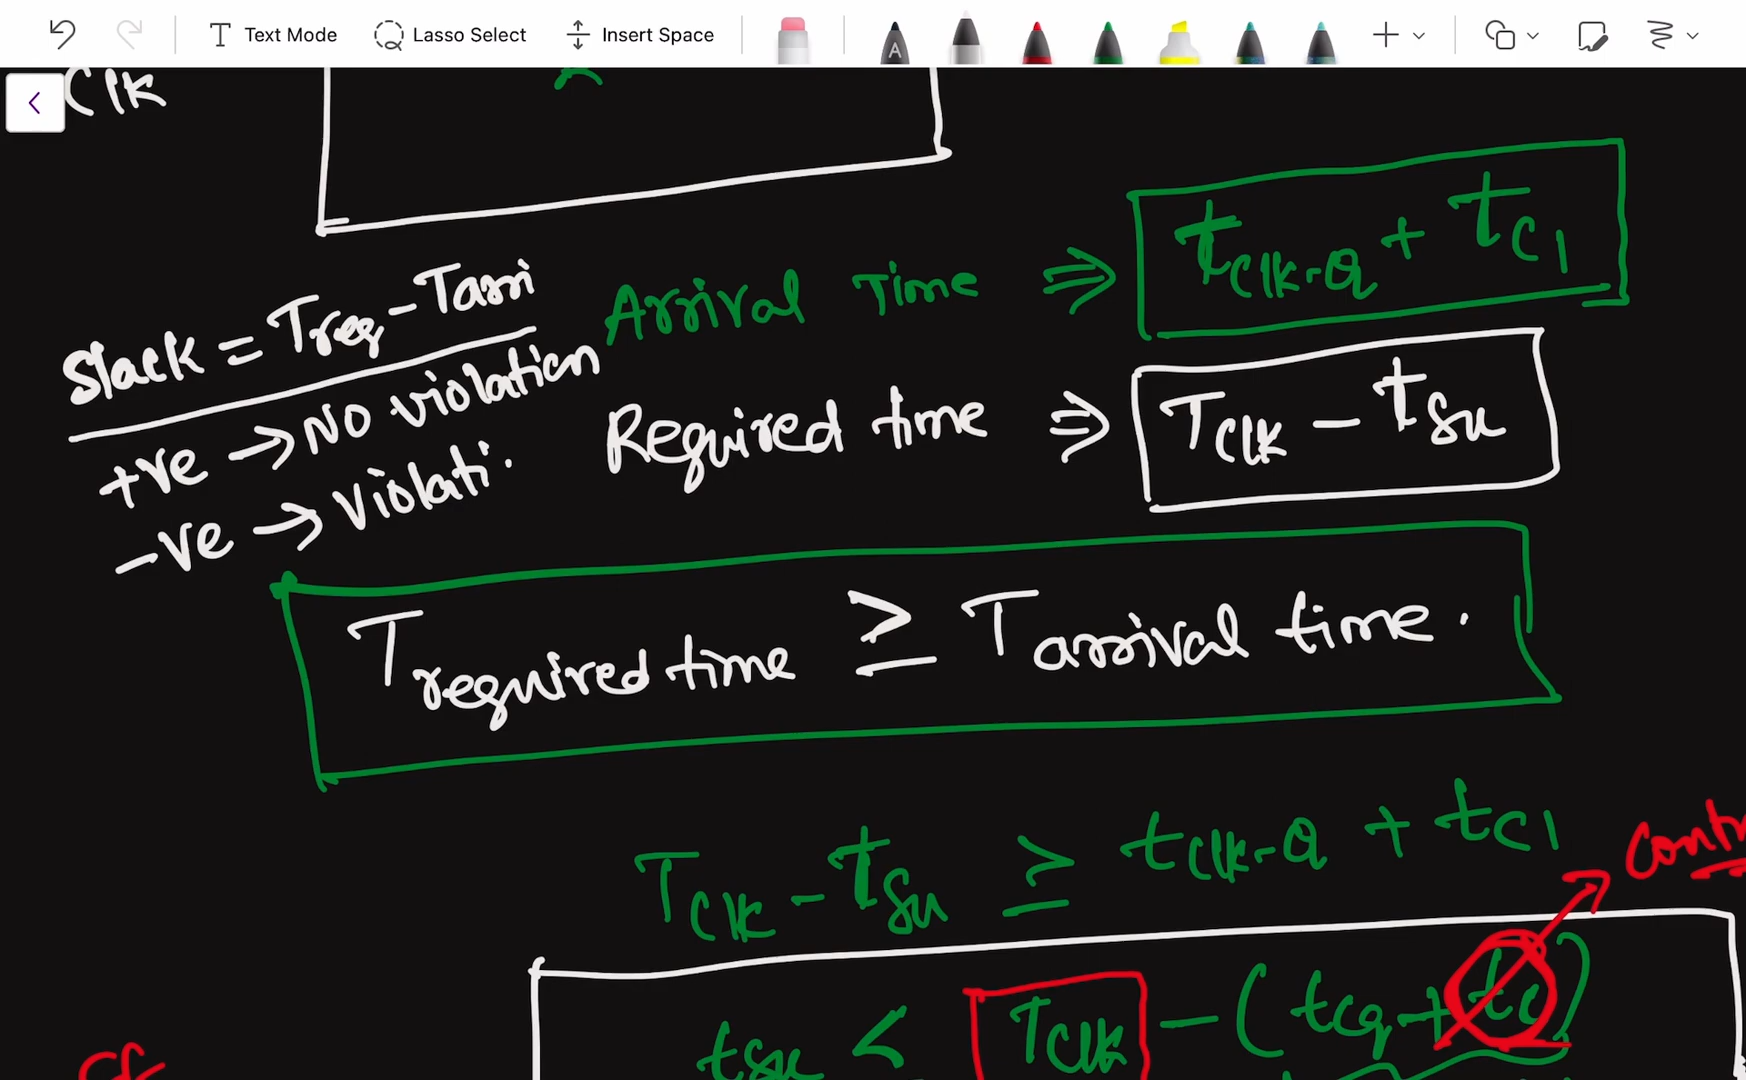 Text Mode Lasso Select Insert Space
A
Clk
Slack = Treq - Tarri
+ve → NO violation
-ve → Violati.
Arrival Time ⇒ tclk-Q + tC1
Required time ⇒ TClk - tsu
Trequired time ≥ Tarrival time.
TClk - tsu ≥ tclk-Q + tC1
tsu < TClk - (tcq + tc)